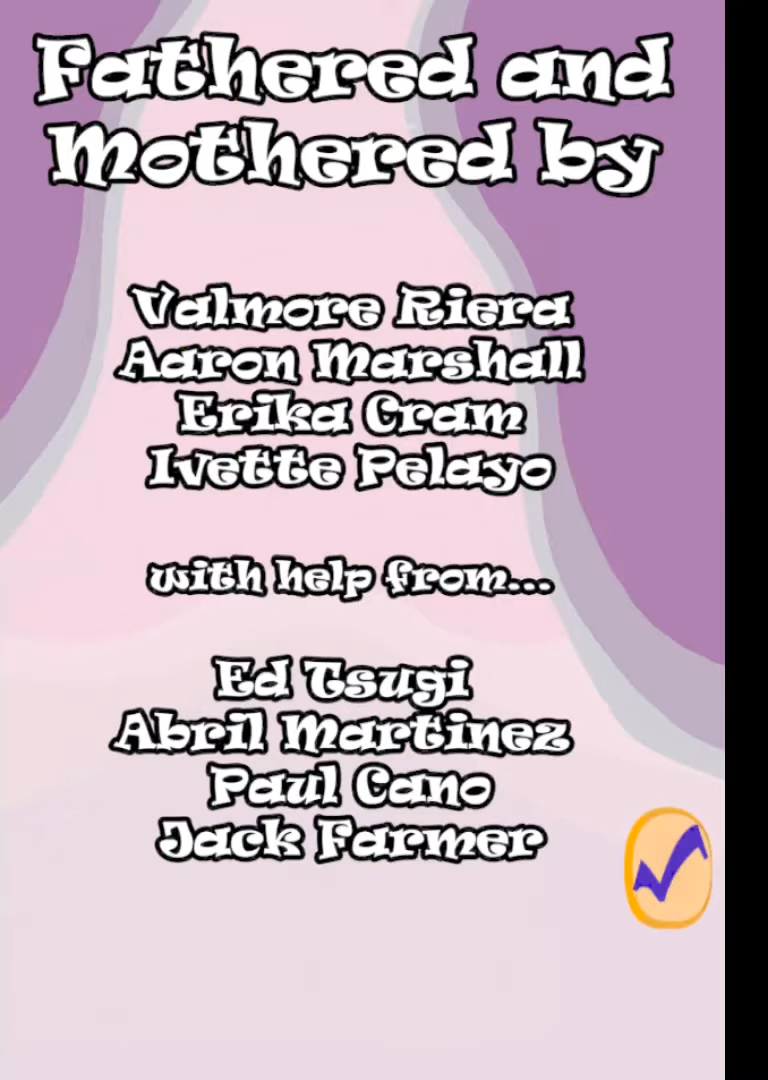 Fathered and
Mothered by
Valmore Riera
Aaron Marshall
Erika Cram
Ivette Pelayo
with help from...
Ed Tsugi
Abril Martinez
Paul Cano
Jack Farmer